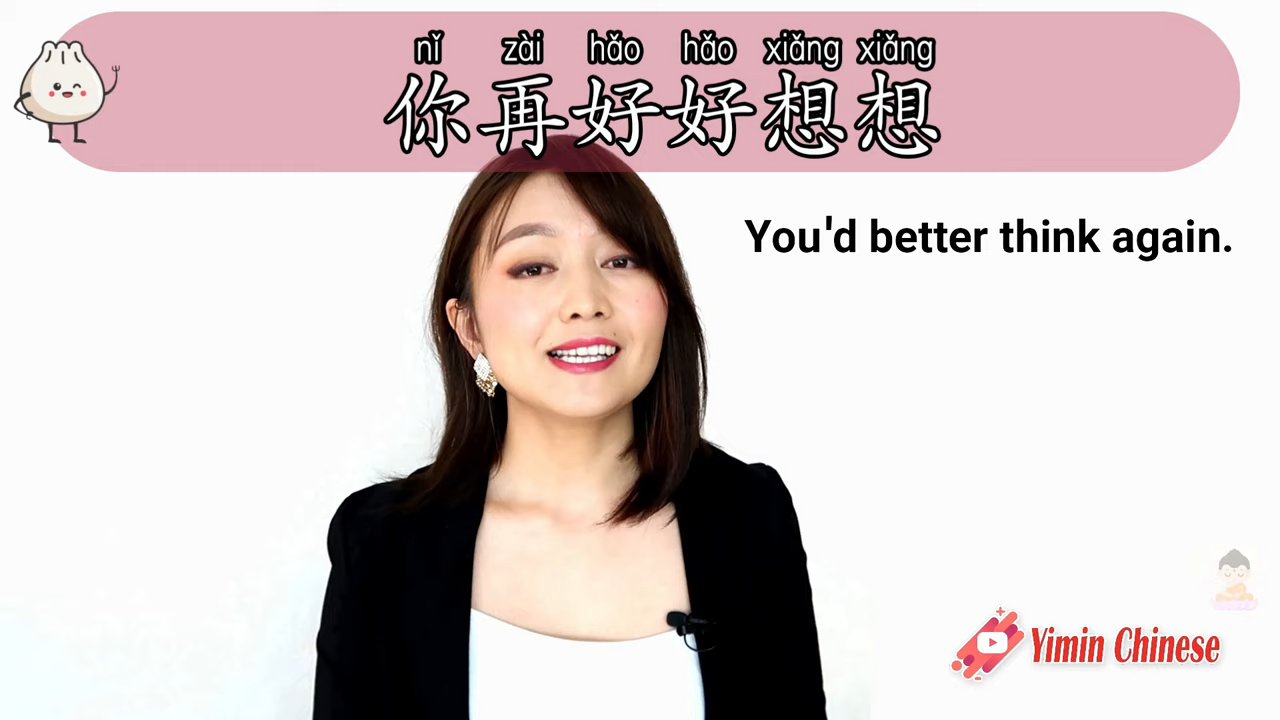 nǐ zài hǎo hǎo xiǎng xiǎng
你再好好想想
You'd better think again.
Yimin Chinese